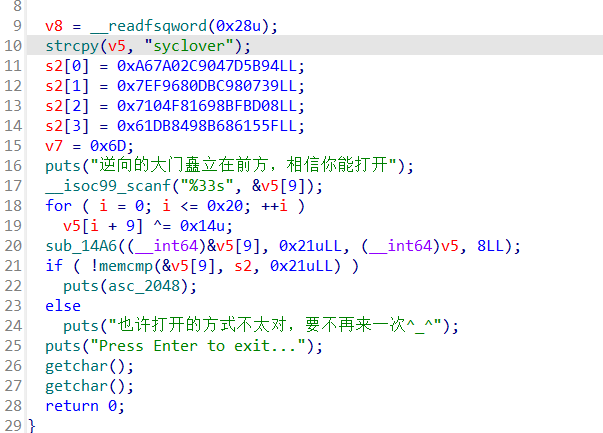 8
9 v8 = __readfsqword(0x28u);
10 strcpy(v5, "syclover");
11 s2[0] = 0xA67A02C9047D5B94LL;
12 s2[1] = 0x7EF9680DBC980739LL;
13 s2[2] = 0x7104F81698BFBD08LL;
14 s2[3] = 0x61DB8498B686155FLL;
15 v7 = 0x6D;
16 puts("逆向的大门矗立在前方，相信你能打开");
17 __isoc99_scanf("%33s", &v5[9]);
18 for ( i = 0; i <= 0x20; ++i )
19 v5[i + 9] ^= 0x14u;
20 sub_14A6((__int64)&v5[9], 0x21uLL, (__int64)v5, 8LL);
21 if ( !memcmp(&v5[9], s2, 0x21uLL) )
22 puts(asc_2048);
23 else
24 puts("也许打开的方式不太对，要不再来一次^_^");
25 puts("Press Enter to exit...");
26 getchar();
27 getchar();
28 return 0;
29 }